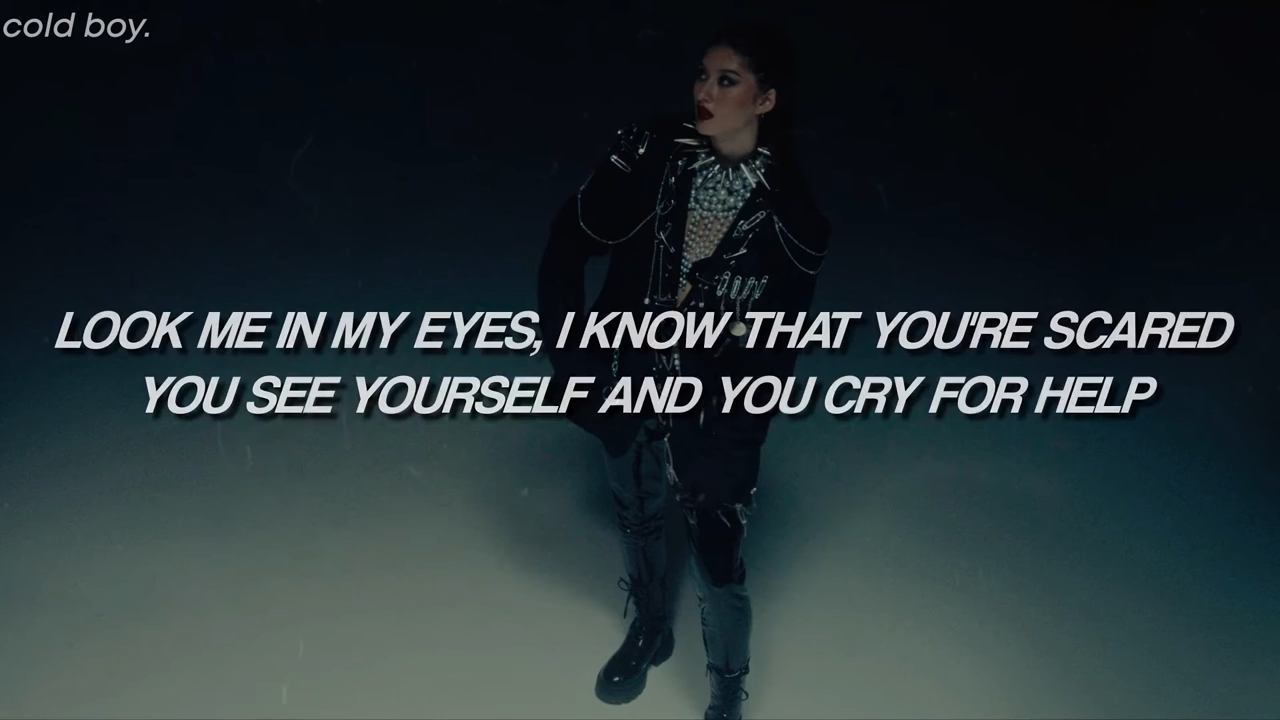 cold boy.
LOOK ME IN MY EYES, I KNOW THAT YOU'RE SCARED
YOU SEE YOURSELF AND YOU CRY FOR HELP